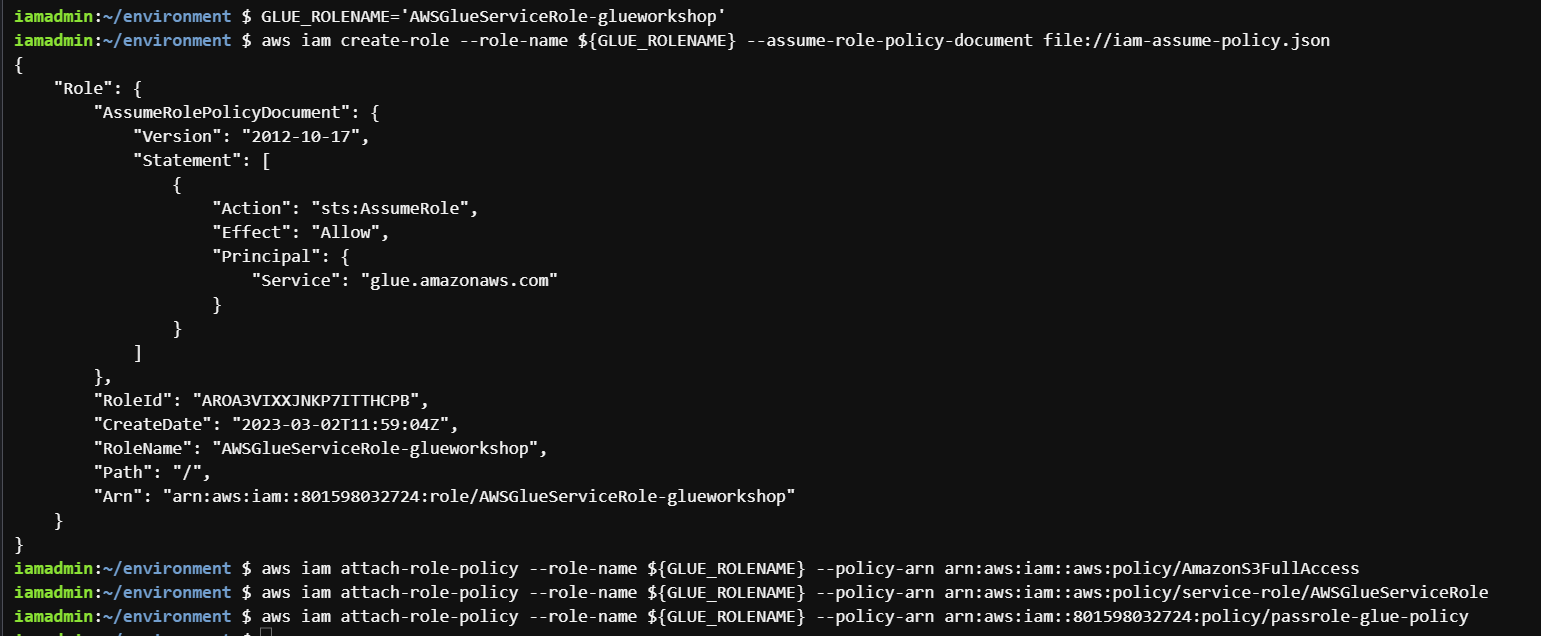 iamadmin:~/environment $ GLUE_ROLENAME='AWSGlueServiceRole-glueworkshop'
iamadmin:~/environment $ aws iam create-role --role-name ${GLUE_ROLENAME} --assume-role-policy-document file://iam-assume-policy.json
{
    "Role": {
        "AssumeRolePolicyDocument": {
            "Version": "2012-10-17",
            "Statement": [
                {
                    "Action": "sts:AssumeRole",
                    "Effect": "Allow",
                    "Principal": {
                        "Service": "glue.amazonaws.com"
                    }
                }
            ]
        },
        "RoleId": "AROA3VIXXJNKP7ITTHCPB",
        "CreateDate": "2023-03-02T11:59:04Z",
        "RoleName": "AWSGlueServiceRole-glueworkshop",
        "Path": "/",
        "Arn": "arn:aws:iam::801598032724:role/AWSGlueServiceRole-glueworkshop"
    }
}
iamadmin:~/environment $ aws iam attach-role-policy --role-name ${GLUE_ROLENAME} --policy-arn arn:aws:iam::aws:policy/AmazonS3FullAccess
iamadmin:~/environment $ aws iam attach-role-policy --role-name ${GLUE_ROLENAME} --policy-arn arn:aws:iam::aws:policy/service-role/AWSGlueServiceRole
iamadmin:~/environment $ aws iam attach-role-policy --role-name ${GLUE_ROLENAME} --policy-arn arn:aws:iam::801598032724:policy/passrole-glue-policy